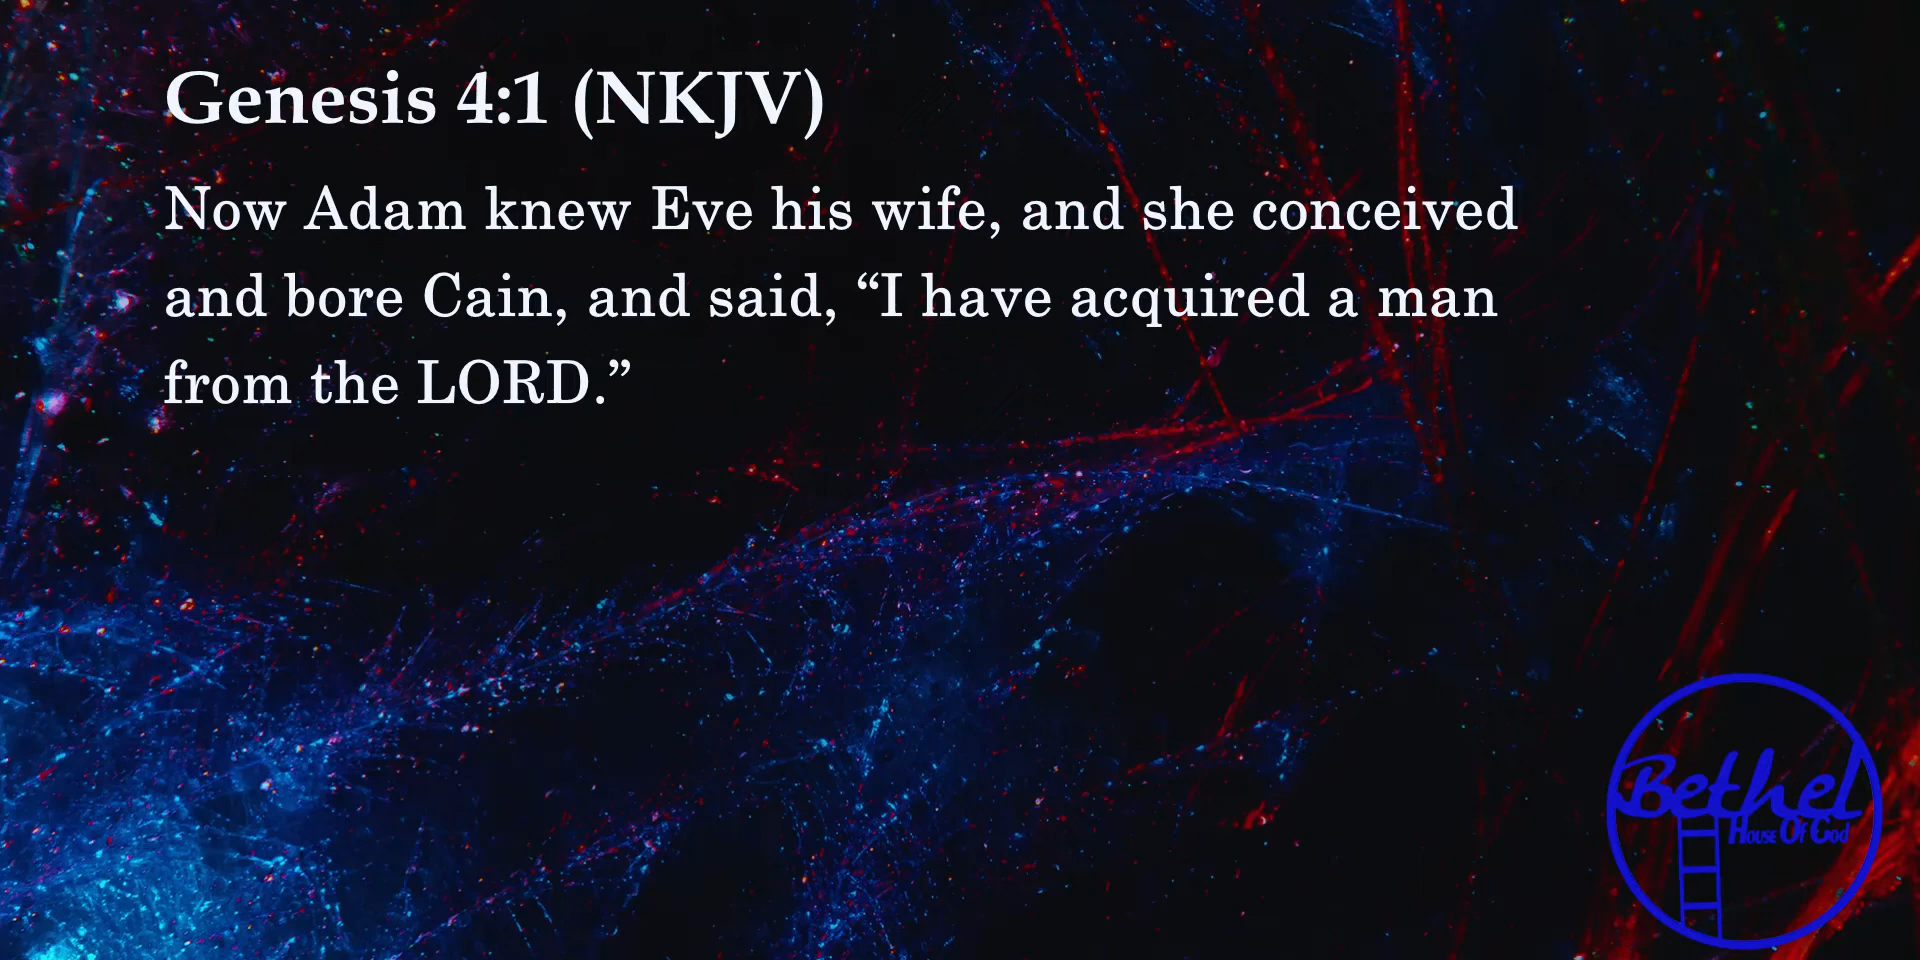 Genesis 4:1 (NKJV)
Now Adam knew Eve his wife, and she conceived
and bore Cain, and said, “I have acquired a man
from the LORD.”
Bethel
House Of God